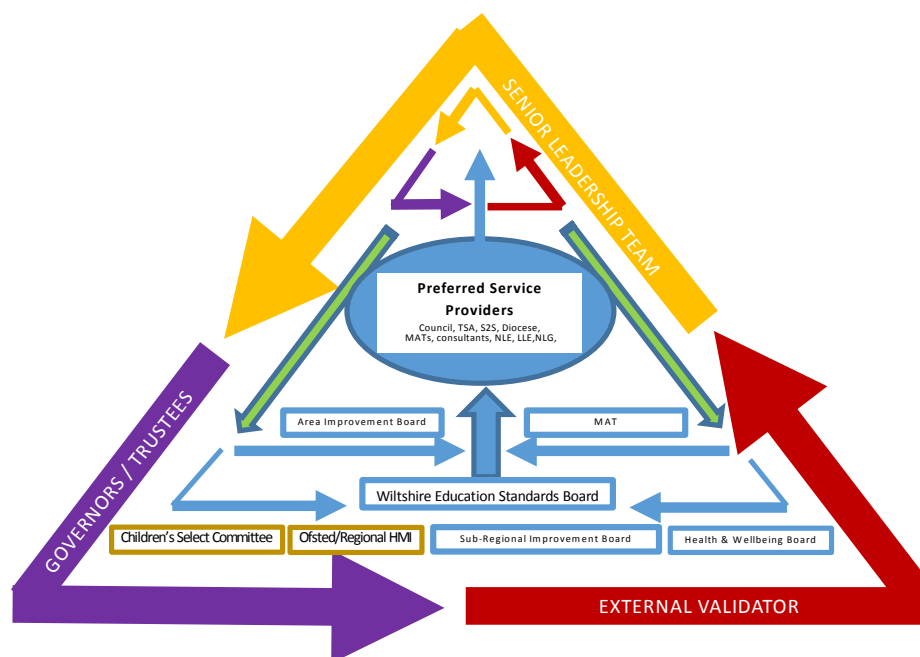 SENIOR LEADERSHIP TEAM
Preferred Service
Providers
Council, TSA, S2S, Diocese,
MATs, consultants, NLE, LLE,NLG,
GOVERNORS / TRUSTEES
Area Improvement Board
MAT
Wiltshire Education Standards Board
Children's Select Committee
Ofsted/Regional HMI
Sub-Regional Improvement Board
Health & Wellbeing Board
EXTERNAL VALIDATOR